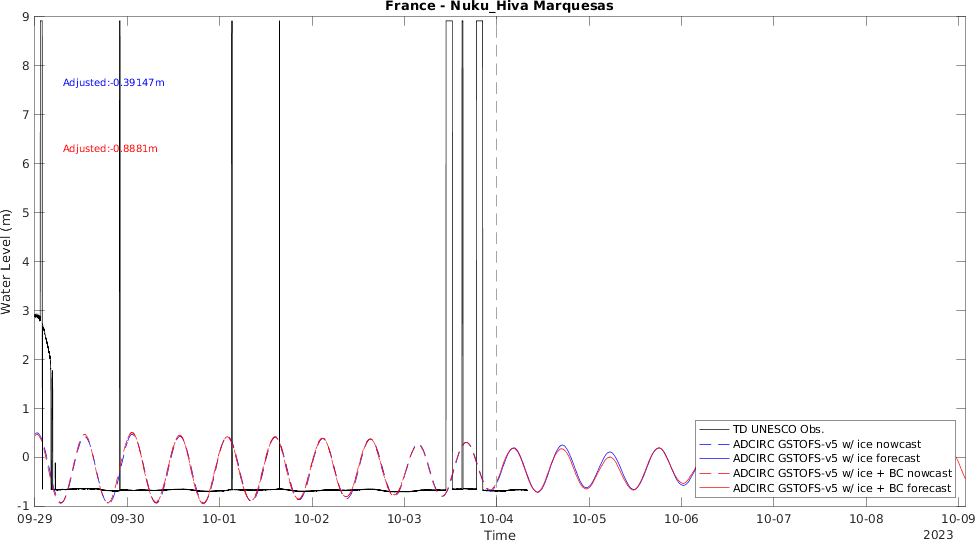 France - Nuku_Hiva Marquesas
9
8
7
6
5
4
3
2
1
0
-1
Water Level (m)
Adjusted:-0.39147m
Adjusted:-0.8881m
TD UNESCO Obs.
ADCIRC GSTOFS-v5 w/ ice nowcast
ADCIRC GSTOFS-v5 w/ ice forecast
ADCIRC GSTOFS-v5 w/ ice + BC nowcast
ADCIRC GSTOFS-v5 w/ ice + BC forecast
09-29 09-30 10-01 10-02 10-03 10-04 10-05 10-06 10-07 10-08 10-09
Time
2023